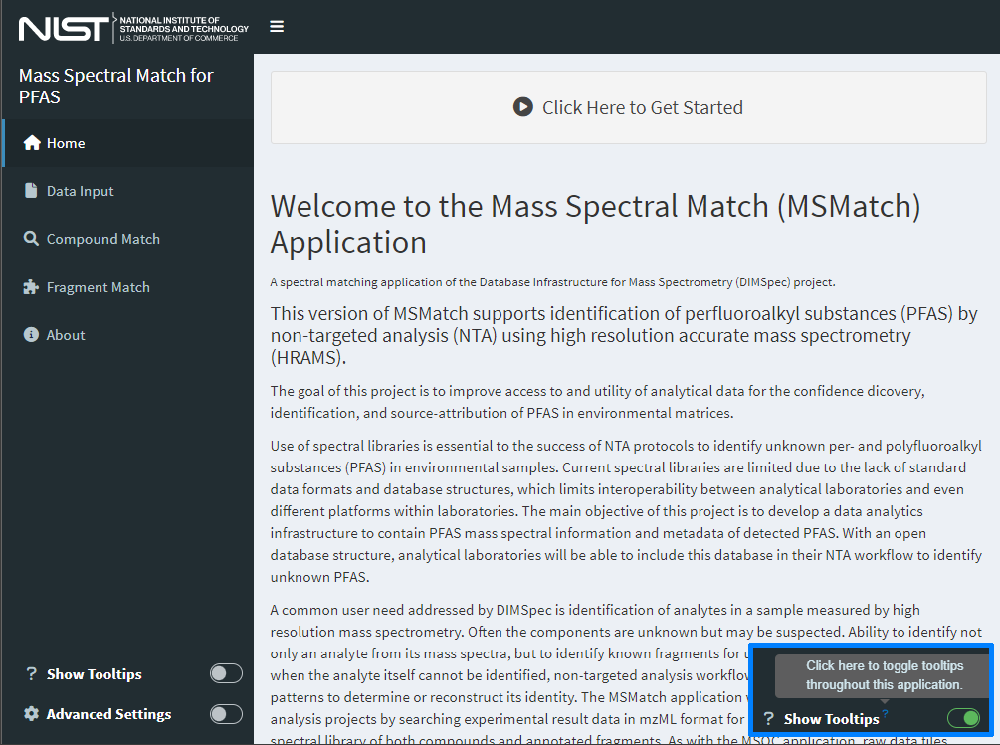 NIST
NATIONAL INSTITUTE OF
STANDARDS AND TECHNOLOGY
U.S. DEPARTMENT OF COMMERCE
Mass Spectral Match for
PFAS
Home
Data Input
Compound Match
Fragment Match
About
? Show Tooltips
Advanced Settings
Click Here to Get Started
Welcome to the Mass Spectral Match (MSMatch)
Application
A spectral matching application of the Database Infrastructure for Mass Spectrometry (DIMSpec) project.
This version of MSMatch supports identification of perfluoroalkyl substances (PFAS) by
non-targeted analysis (NTA) using high resolution accurate mass spectrometry
(HRAMS).
The goal of this project is to improve access to and utility of analytical data for the confidence dicovery,
identification, and source-attribution of PFAS in environmental matrices.
Use of spectral libraries is essential to the success of NTA protocols to identify unknown per- and polyfluoroalkyl
substances (PFAS) in environmental samples. Current spectral libraries are limited due to the lack of standard
data formats and database structures, which limits interoperability between analytical laboratories and even
different platforms within laboratories. The main objective of this project is to develop a data analytics
infrastructure to contain PFAS mass spectral information and metadata of detected PFAS. With an open
database structure, analytical laboratories will be able to include this database in their NTA workflow to identify
unknown PFAS.
A common user need addressed by DIMSpec is identification of analytes in a sample measured by high
resolution mass spectrometry. Often the components are unknown but may be suspected. Ability to identify not
only an analyte from its mass spectra, but to identify known fragments for
when the analyte itself cannot be identified, non-targeted analysis workflow
patterns to determine or reconstruct its identity. The MSMatch application
analysis projects by searching experimental result data in mzML format for
spectral library of both compounds and annotated fragments. As with the MSQC application, raw data files
Click here to toggle tooltips
throughout this application.
? Show Tooltips ?